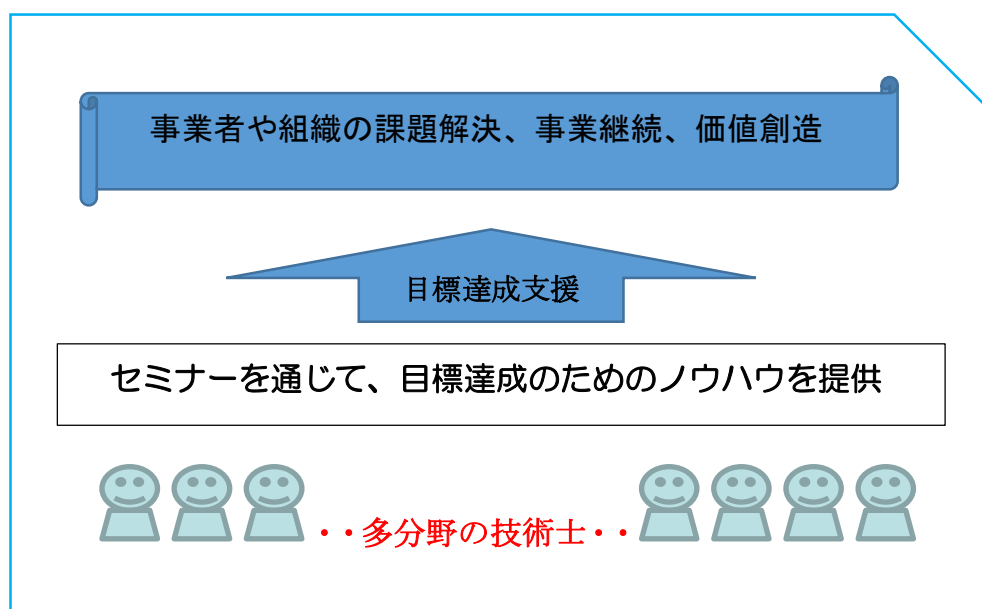 事業者や組織の課題解決、事業継続、価値創造
目標達成支援
セミナーを通じて、目標達成のためのノウハウを提供
・・多分野の技術士・・